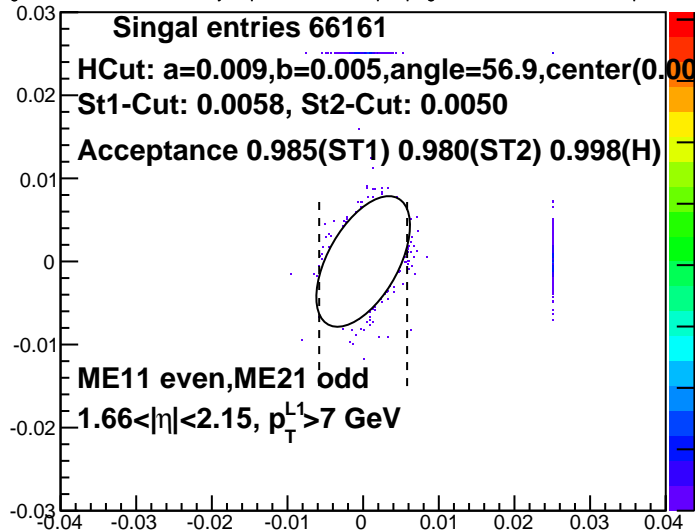 0.03
Singal entries 66161
HCut: a=0.009,b=0.005,angle=56.9,center(0.00
0.02
St1-Cut: 0.0058, St2-Cut: 0.0050
Acceptance 0.985(ST1) 0.980(ST2) 0.998(H)
0.01
0
-0.01
ME11 even,ME21 odd
-0.02
1.66<|η|<2.15, p_T^L1>7 GeV
-0.03
-0.04 -0.03 -0.02 -0.01 0 0.01 0.02 0.03 0.04